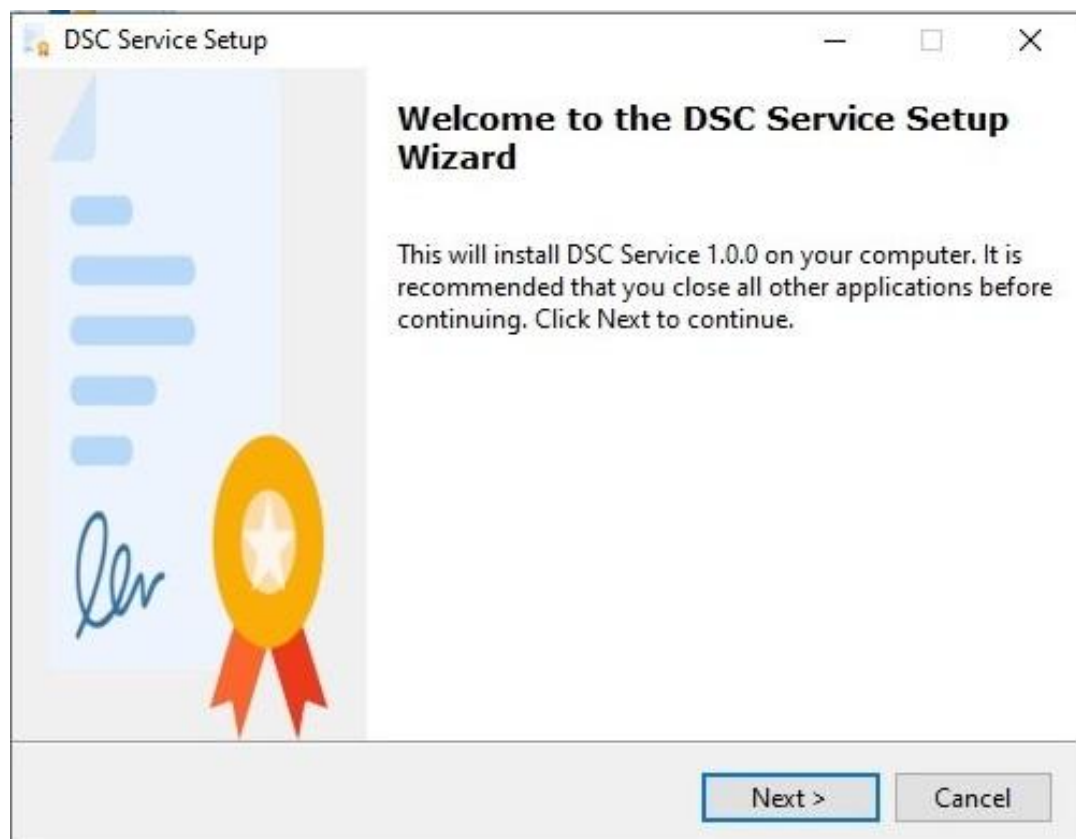 DSC Service Setup
Welcome to the DSC Service Setup
Wizard
This will install DSC Service 1.0.0 on your computer. It is
recommended that you close all other applications before
continuing. Click Next to continue.
Next >
Cancel